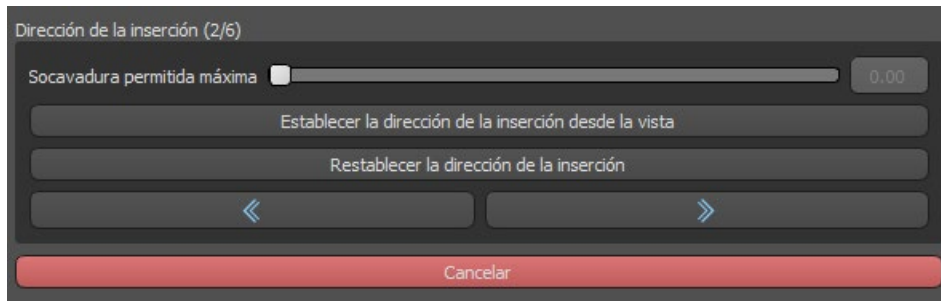 Dirección de la inserción (2/6)
Socavadura permitida máxima 0.00
Establecer la dirección de la inserción desde la vista
Restablecer la dirección de la inserción
Cancelar